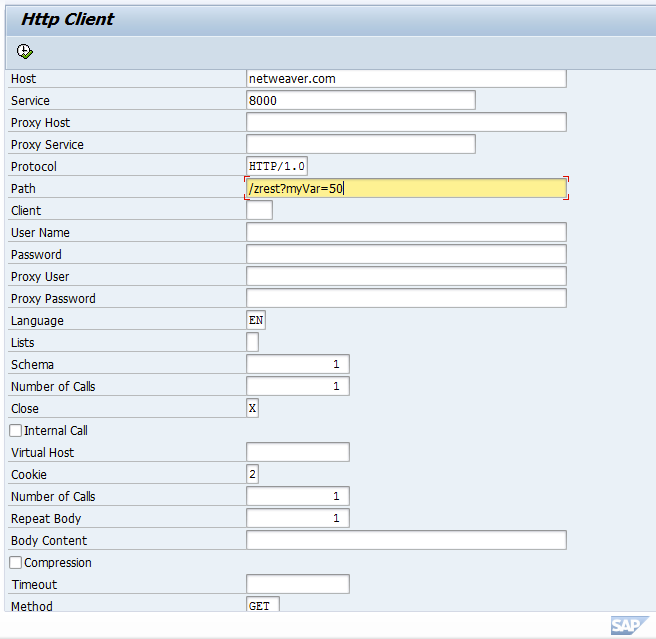 Http Client
Host netweaver.com
Service 8000
Proxy Host
Proxy Service
Protocol HTTP/1.0
Path /zrest?myVar=50
Client
User Name
Password
Proxy User
Proxy Password
Language EN
Lists
Schema 1
Number of Calls 1
Close X
Internal Call
Virtual Host
Cookie 2
Number of Calls 1
Repeat Body 1
Body Content
Compression
Timeout
Method GET
SAP